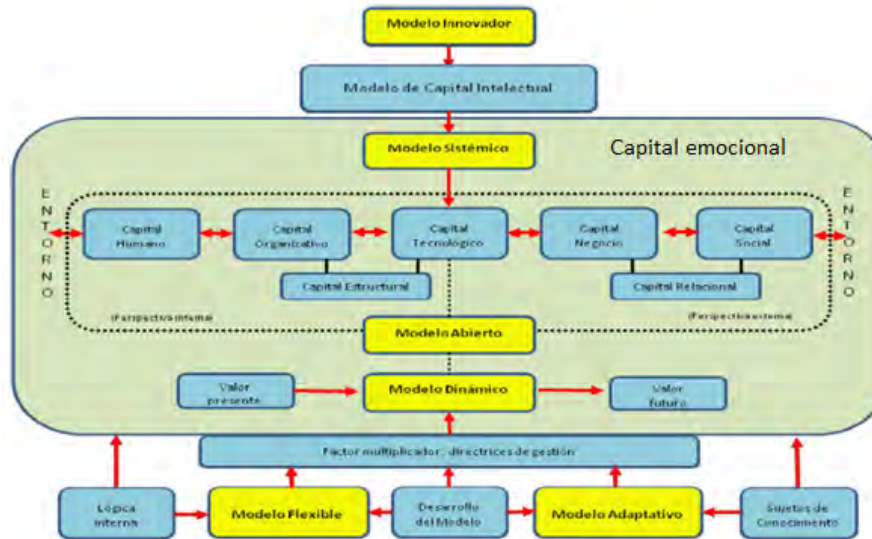 Modelo Innovador
Modelo de Capital Intelectual
Modelo Sistémico
Capital emocional
ENTORNO
ENTORNO
Capital
Humano
Capital
Organizativo
Capital
Tecnológico
Capital
Negocio
Capital
Social
Capital Estructural
Capital Relacional
(Perspectiva interna)
(Perspectiva externa)
Modelo Abierto
Valor
presente
Modelo Dinámico
Valor
futuro
Factor multiplicador: directrices de gestión
Lógica
interna
Modelo Flexible
Desarrollo
del Modelo
Modelo Adaptativo
Sujetos de
Conocimiento